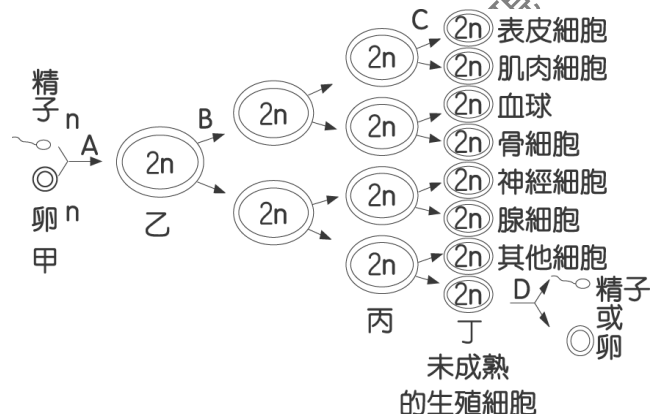 精子 n
卵 n
甲
A
2n
乙
B
2n
2n
2n
2n
2n
2n
丙
C
2n 表皮細胞
2n 肌肉細胞
2n 血球
2n 骨細胞
2n 神經細胞
2n 腺細胞
2n 其他細胞
2n
丁
未成熟
的生殖細胞
D
精子
或
卵